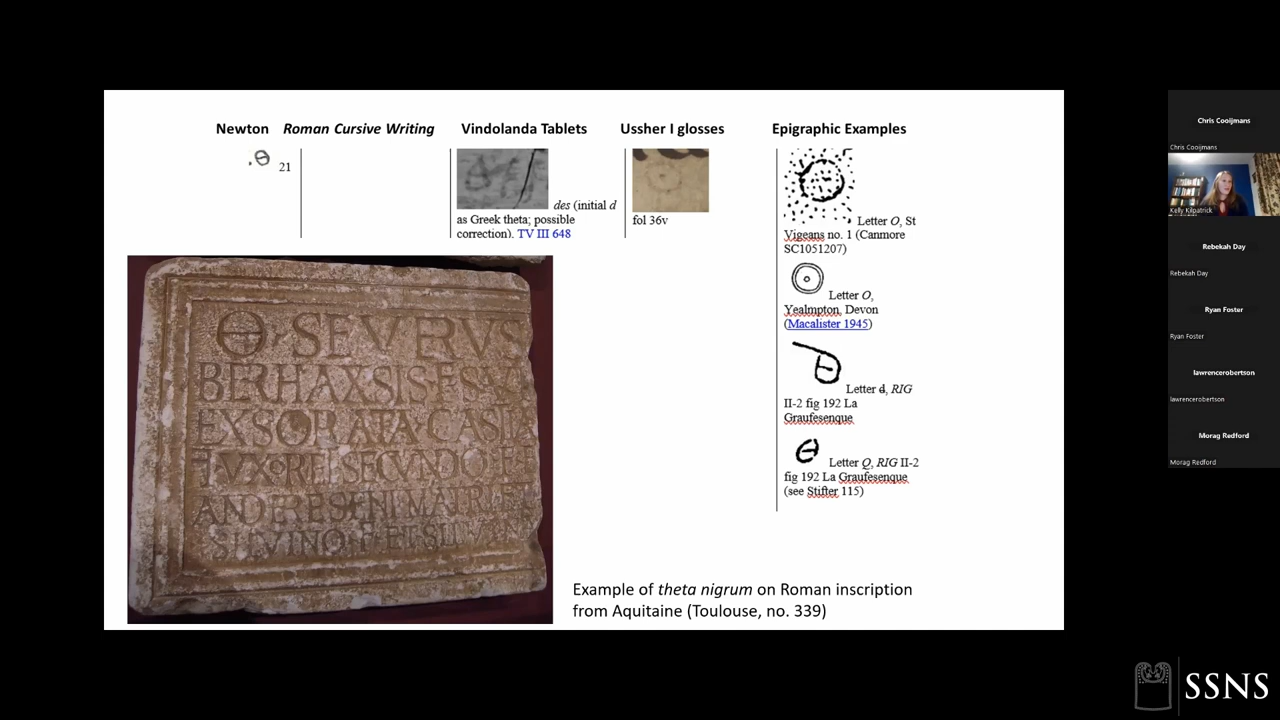 Newton
Roman Cursive Writing
Vindolanda Tablets
Ussher I glosses
Epigraphic Examples
21
des (initial d
as Greek theta; possible
correction). TV III 648
fol 36v
Letter O, St
Vigeans no. 1 (Canmore
SC1051207)
Letter O,
Yealmpton, Devon
(Macalister 1945)
Letter đ, RIG
II-2 fig 192 La
Graufesenque
Letter Q, RIG II-2
fig 192 La Graufesenque
(see Stifter 115)
Example of theta nigrum on Roman inscription
from Aquitaine (Toulouse, no. 339)
Chris Cooijmans
Chris Cooijmans
Kelly Kilpatrick
Rebekah Day
Rebekah Day
Ryan Foster
Ryan Foster
lawrencerobertson
lawrencerobertson
Morag Redford
Morag Redford
SSNS